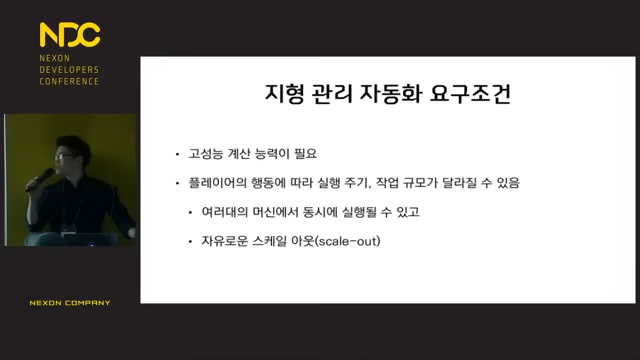 NDC
NEXON
DEVELOPERS
CONFERENCE
지형 관리 자동화 요구조건
• 고성능 계산 능력이 필요
• 플레이어의 행동에 따라 실행 주기, 작업 규모가 달라질 수 있음
• 여러대의 머신에서 동시에 실행될 수 있고
• 자유로운 스케일 아웃(scale-out)
NEXON COMPANY